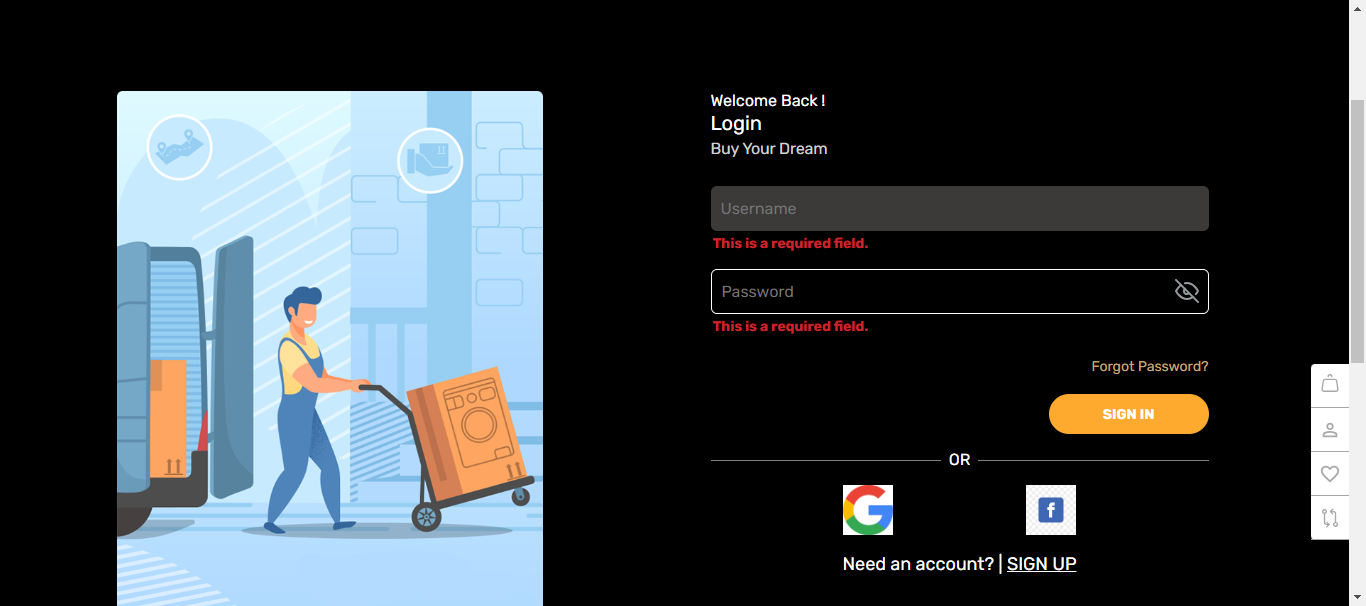 Welcome Back !
Login
Buy Your Dream
Username
This is a required field.
Password
This is a required field.
Forgot Password?
SIGN IN
OR
Need an account? | SIGN UP